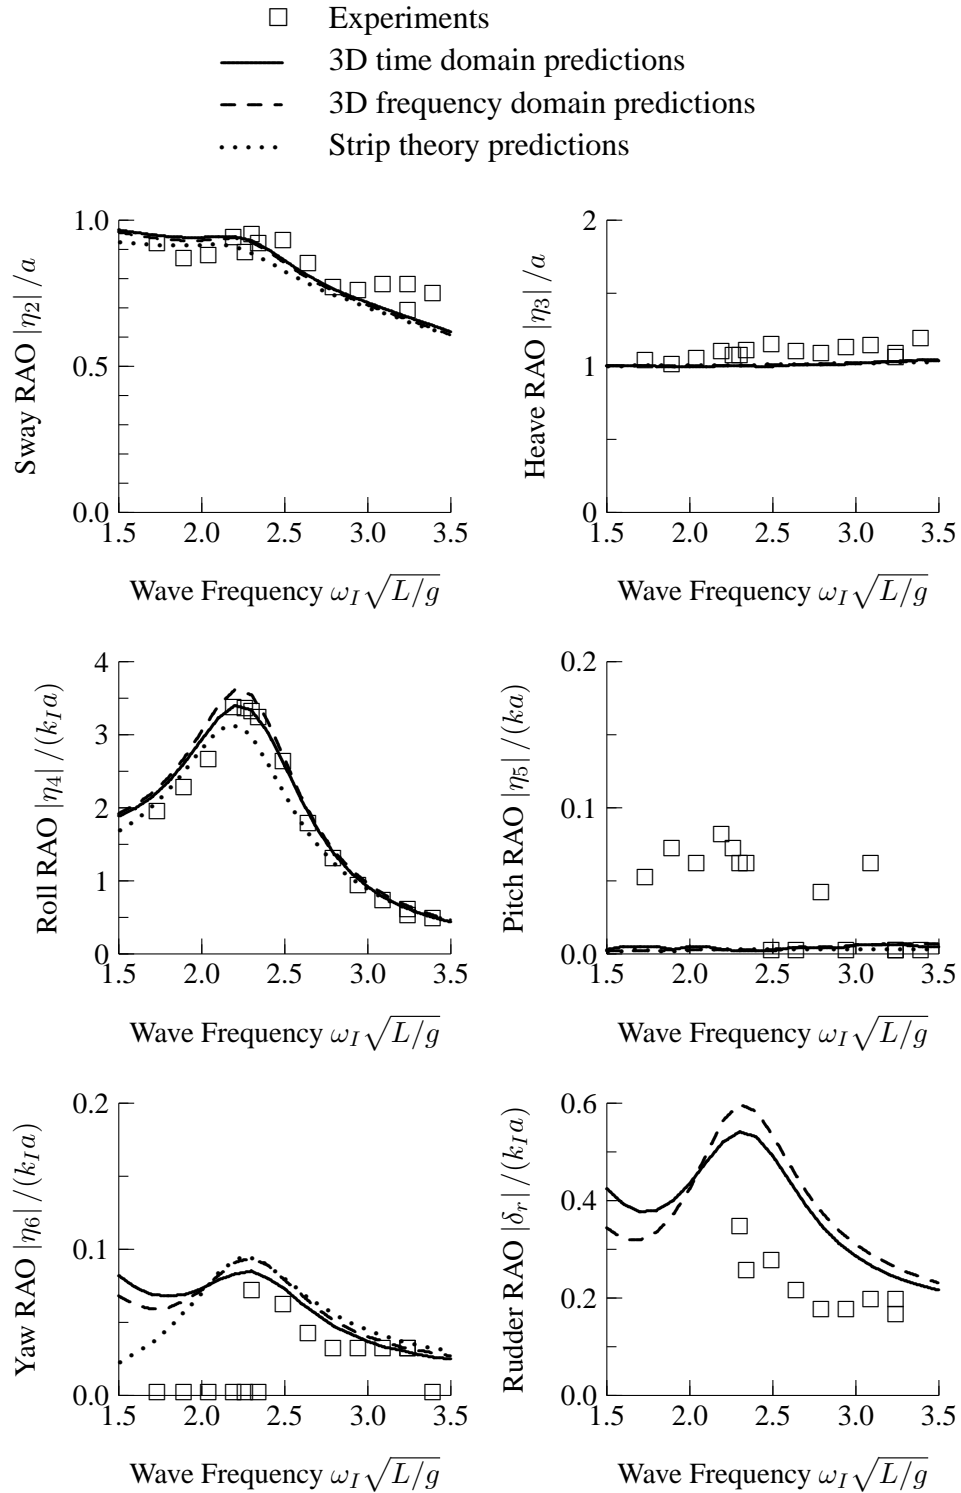 Experiments
3D time domain predictions
3D frequency domain predictions
Strip theory predictions
Sway RAO |η₂|/a
1.0
0.5
0.0
1.5 2.0 2.5 3.0 3.5
Wave Frequency ω_I √(L/g)
Heave RAO |η₃|/a
2
1
0
1.5 2.0 2.5 3.0 3.5
Wave Frequency ω_I √(L/g)
Roll RAO |η₄|/(k_I a)
4
3
2
1
0
1.5 2.0 2.5 3.0 3.5
Wave Frequency ω_I √(L/g)
Pitch RAO |η₅|/(ka)
0.2
0.1
0.0
1.5 2.0 2.5 3.0 3.5
Wave Frequency ω_I √(L/g)
Yaw RAO |η₆|/(k_I a)
0.2
0.1
0.0
1.5 2.0 2.5 3.0 3.5
Wave Frequency ω_I √(L/g)
Rudder RAO |δ_r|/(k_I a)
0.6
0.4
0.2
0.0
1.5 2.0 2.5 3.0 3.5
Wave Frequency ω_I √(L/g)